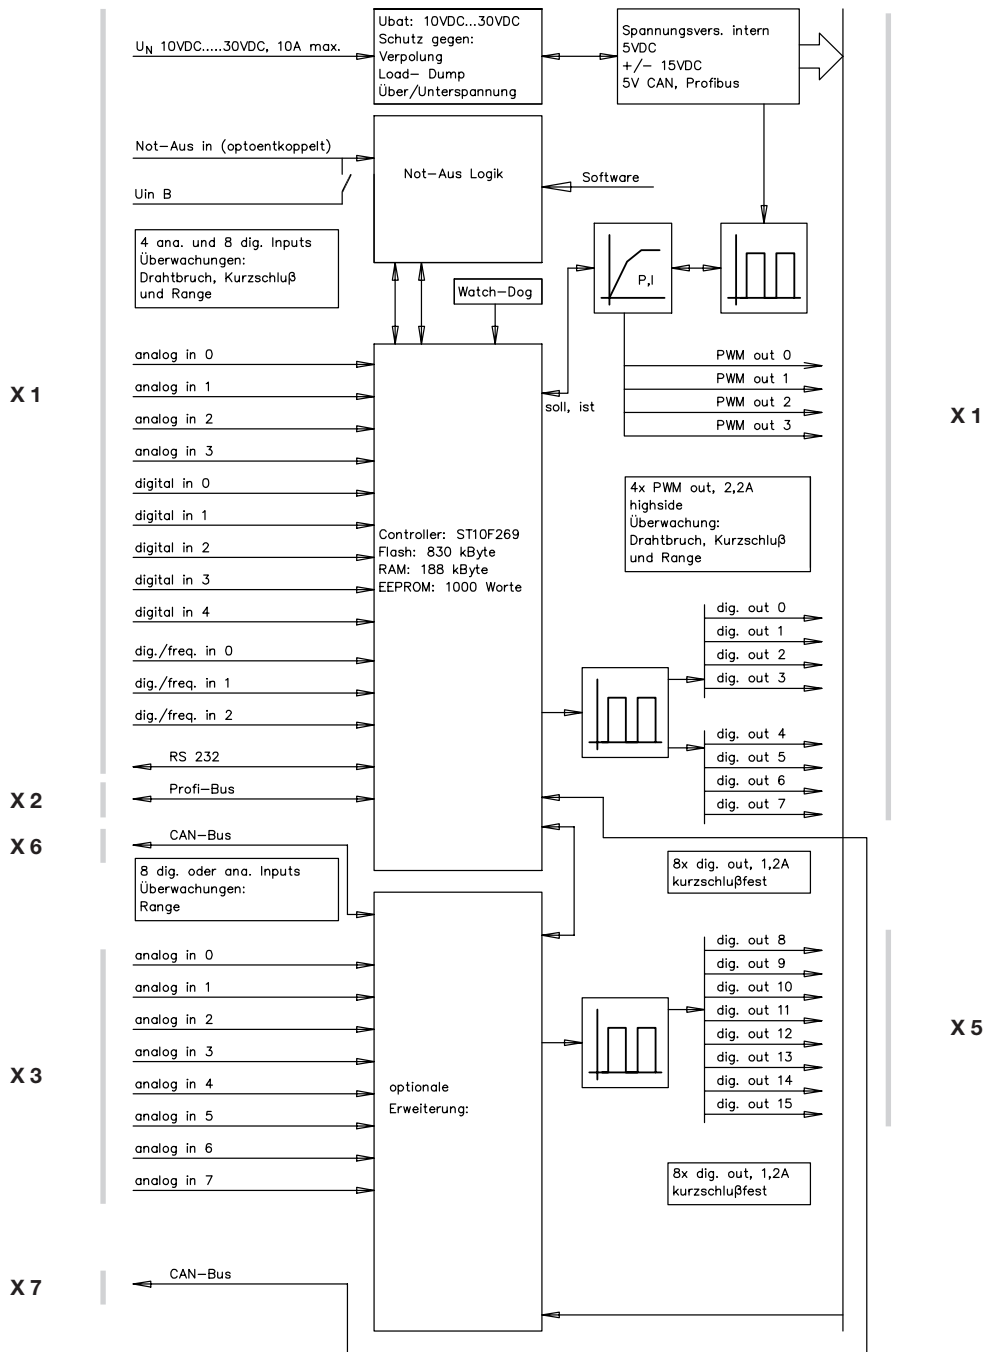 U_N 10VDC.....30VDC, 10A max.
Ubat: 10VDC...30VDC
Schutz gegen:
Verpolung
Load- Dump
Über/Unterspannung
Spannungsvers. intern
5VDC
+/- 15VDC
5V CAN, Profibus
Not-Aus in (optoentkoppelt)
Uin B
Not-Aus Logik
Software
4 ana. und 8 dig. Inputs
Überwachungen:
Drahtbruch, Kurzschluß
und Range
Watch-Dog
P,I
soll, ist
X 1
analog in 0
analog in 1
analog in 2
analog in 3
digital in 0
digital in 1
digital in 2
digital in 3
digital in 4
dig./freq. in 0
dig./freq. in 1
dig./freq. in 2
RS 232
Controller: ST10F269
Flash: 830 kByte
RAM: 188 kByte
EEPROM: 1000 Worte
PWM out 0
PWM out 1
PWM out 2
PWM out 3
X 1
4x PWM out, 2,2A
highside
Überwachung:
Drahtbruch, Kurzschluß
und Range
dig. out 0
dig. out 1
dig. out 2
dig. out 3
dig. out 4
dig. out 5
dig. out 6
dig. out 7
X 2
Profi-Bus
X 6
CAN-Bus
8 dig. oder ana. Inputs
Überwachungen:
Range
8x dig. out, 1,2A
kurzschlußfest
X 3
analog in 0
analog in 1
analog in 2
analog in 3
analog in 4
analog in 5
analog in 6
analog in 7
optionale
Erweiterung:
dig. out 8
dig. out 9
dig. out 10
dig. out 11
dig. out 12
dig. out 13
dig. out 14
dig. out 15
X 5
8x dig. out, 1,2A
kurzschlußfest
X 7
CAN-Bus